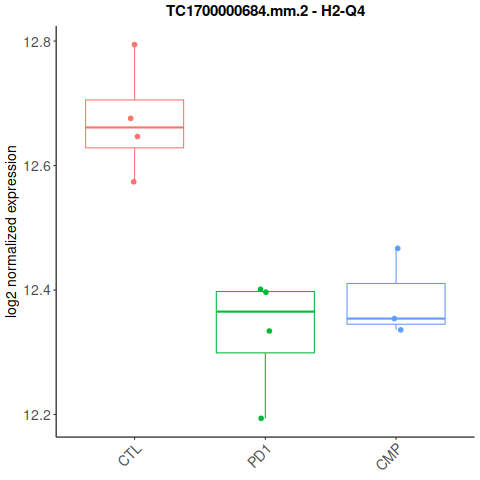 TC1700000684.mm.2 - H2-Q4
log2 normalized expression
12.8
12.6
12.4
12.2
CTL
PD1
CMP